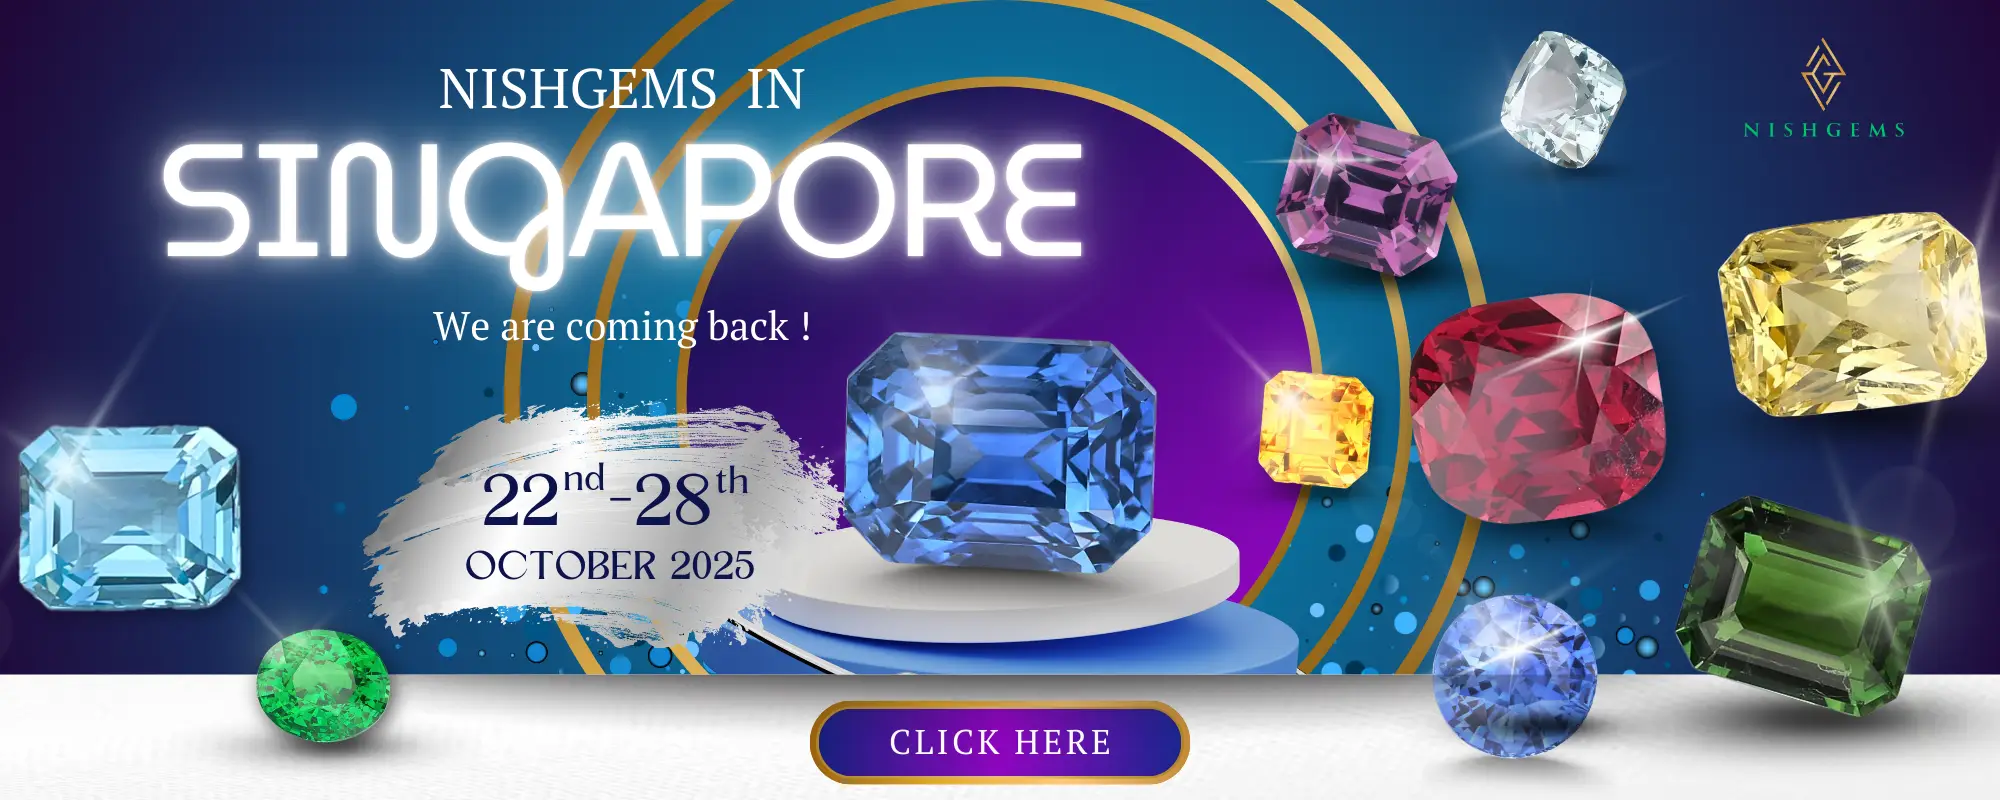 NISHGEMS IN
SINGAPORE
We are coming back !
22nd-28th
OCTOBER 2025
CLICK HERE
NISHGEMS